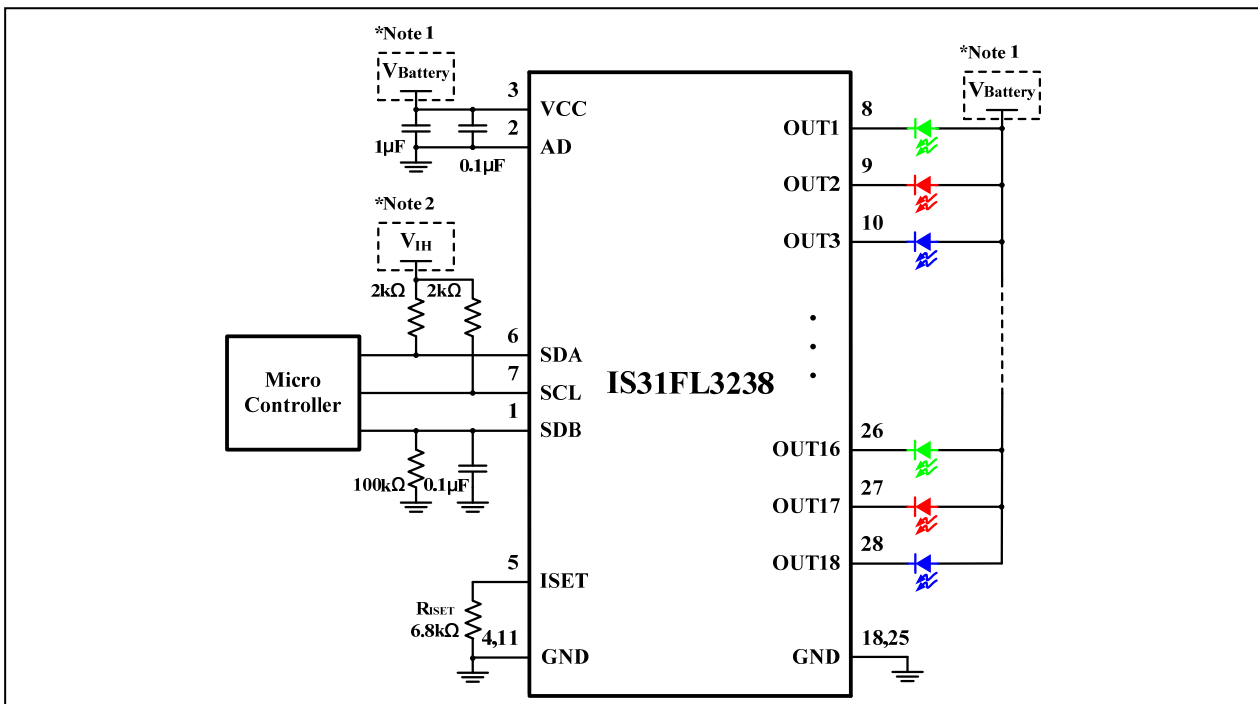 *Note 1
VBattery
3
VCC
2
AD
1μF
0.1μF
*Note 2
VIH
2kΩ
2kΩ
6
SDA
7
SCL
1
SDB
Micro
Controller
100kΩ
0.1μF
5
ISET
RISET
6.8kΩ
4,11
GND
IS31FL3238
*Note 1
VBattery
8
OUT1
9
OUT2
10
OUT3
26
OUT16
27
OUT17
28
OUT18
18,25
GND